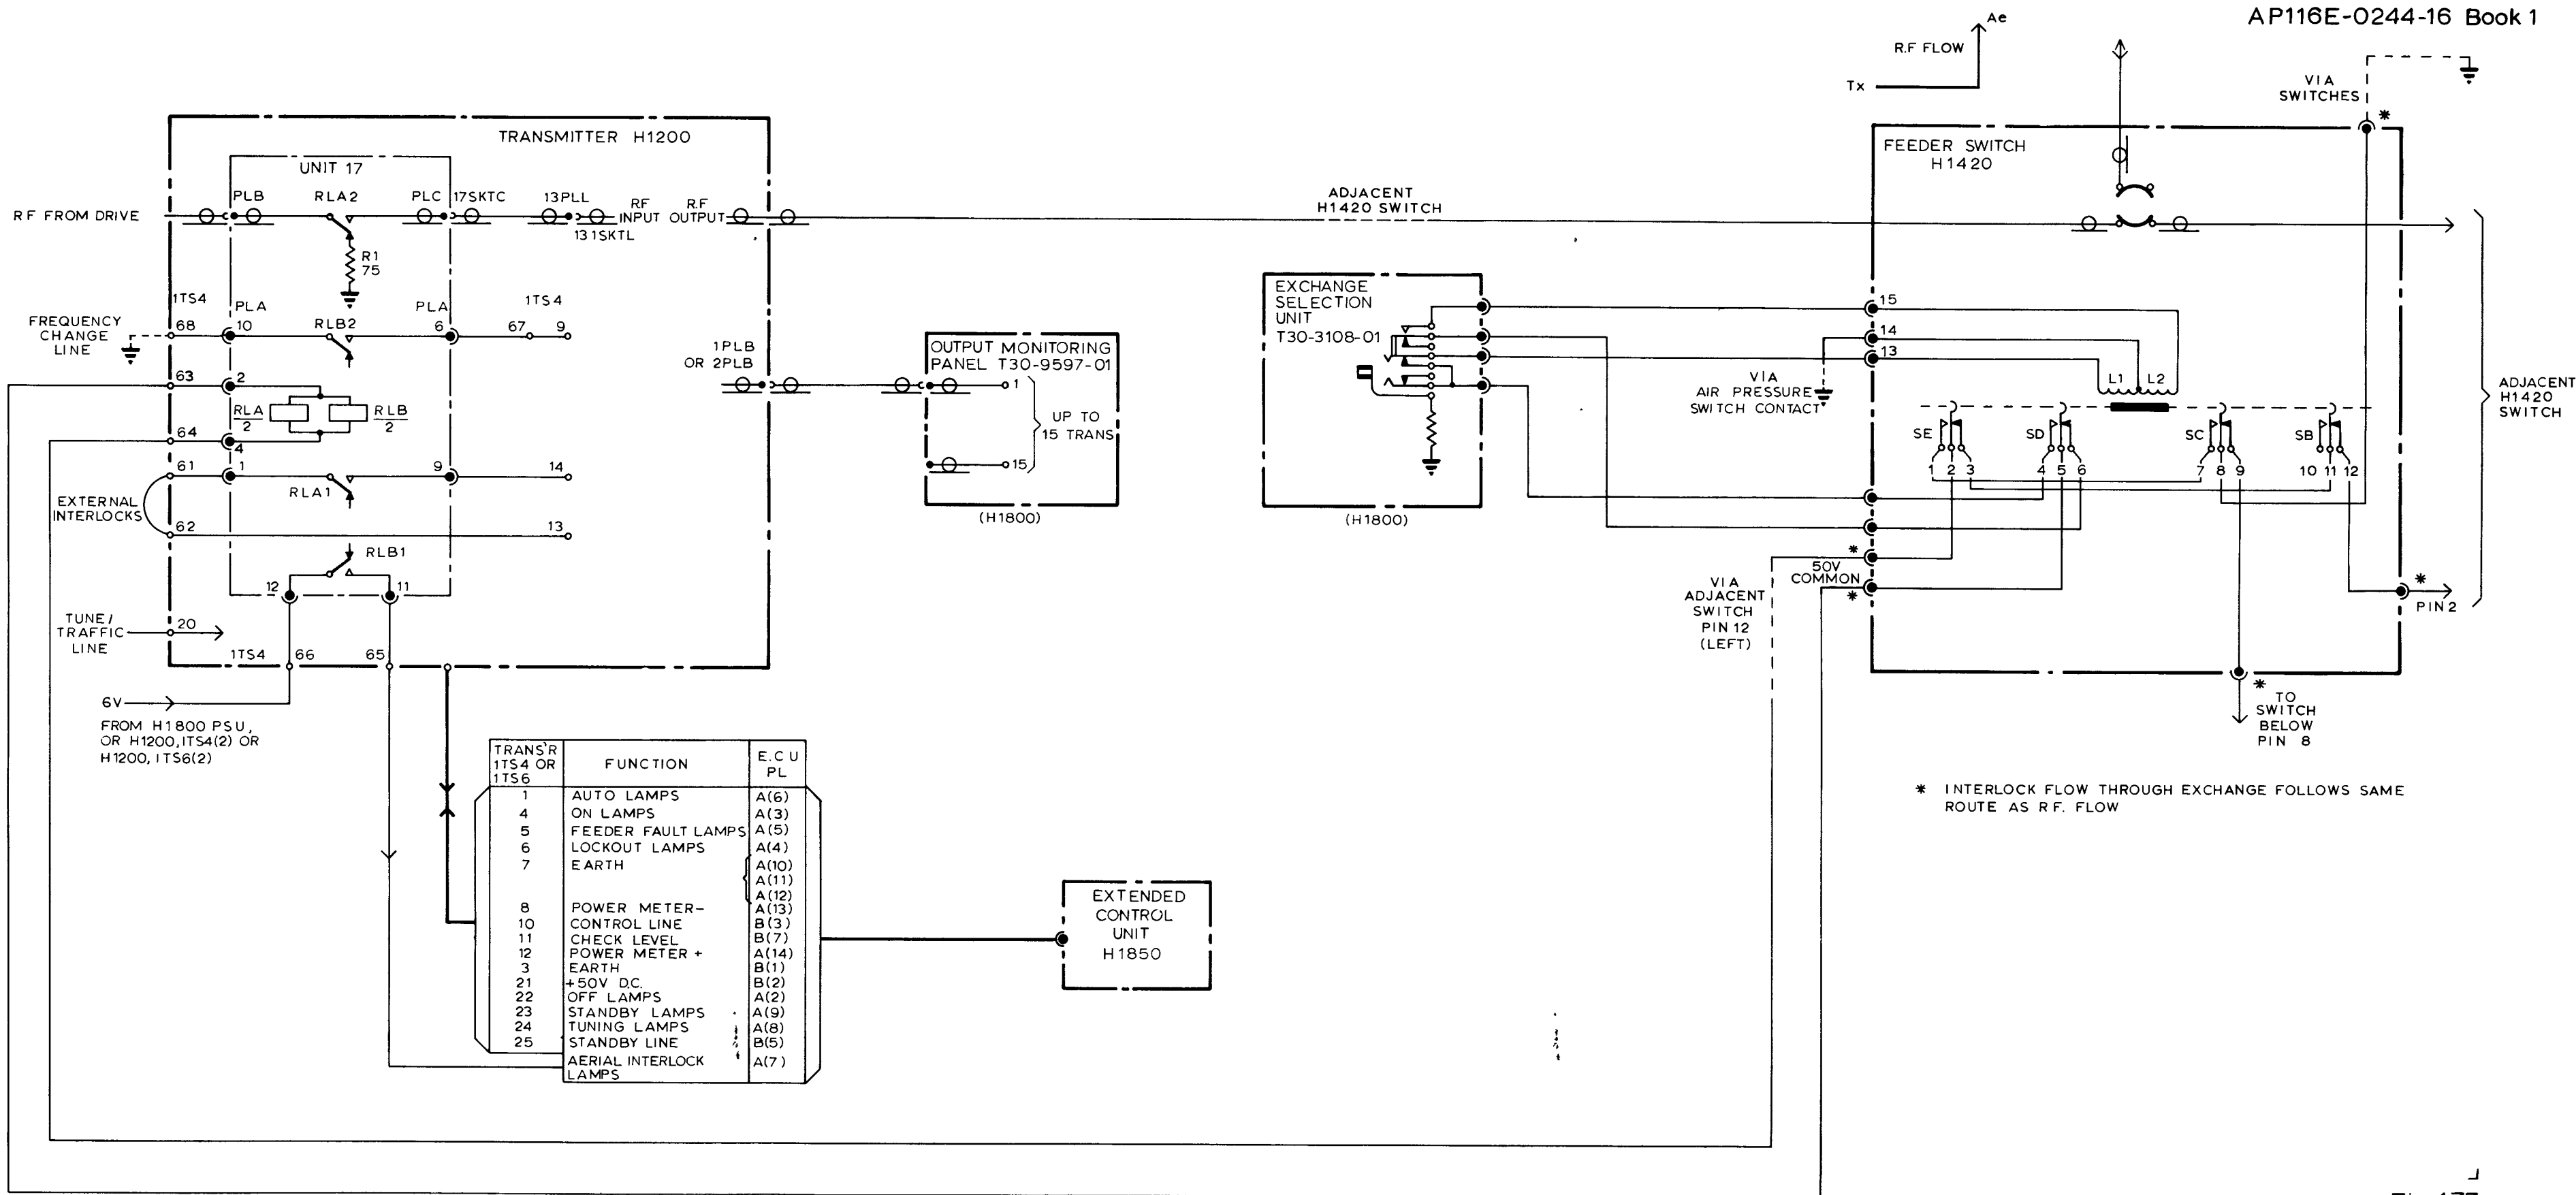 AP116E-0244-16 Book 1
Ae
R.F FLOW
Tx
VIA
SWITCHES
*
TRANSMITTER H1200
UNIT 17
R F FROM DRIVE
PLB
RLA2
PLC
17SKTC
13PLL
131SKTL
RF
INPUT
R.F
OUTPUT
R1
75
ADJACENT
H1420 SWITCH
FEEDER SWITCH
H1420
1TS4
PLA
PLA
1TS4
FREQUENCY
CHANGE
LINE
68
10
RLB2
6
67
9
63
2
RLA
2
RLB
2
64
4
61
1
RLA1
9
14
EXTERNAL
INTERLOCKS
62
13
RLB1
12
11
TUNE/
TRAFFIC
LINE
20
1TS4
66
65
6V
FROM H1800 PSU,
OR H1200, ITS4(2) OR
H1200, ITS6(2)
1PLB
OR 2PLB
OUTPUT MONITORING
PANEL T30-9597-01
1
UP TO
15 TRANS
15
(H1800)
EXCHANGE
SELECTION
UNIT
T30-3108-01
(H1800)
15
14
13
VIA
AIR PRESSURE
SWITCH CONTACT
L1
L2
SE
SD
SC
SB
1 2 3
4 5 6
7 8 9
10 11 12
ADJACENT
H1420
SWITCH
*
50V
COMMON
*
VIA
ADJACENT
SWITCH
PIN 12
(LEFT)
*
PIN 2
*
TO
SWITCH
BELOW
PIN 8
* INTERLOCK FLOW THROUGH EXCHANGE FOLLOWS SAME
ROUTE AS R F. FLOW
TRANS'R
1TS4 OR
1TS6
FUNCTION
E.C U
PL
1 AUTO LAMPS A(6)
4 ON LAMPS A(3)
5 FEEDER FAULT LAMPS A(5)
6 LOCKOUT LAMPS A(4)
7 EARTH A(10)
A(11)
A(12)
8 POWER METER- A(13)
10 CONTROL LINE B(3)
11 CHECK LEVEL B(7)
12 POWER METER + A(14)
3 EARTH B(1)
21 +50V D.C. B(2)
22 OFF LAMPS A(2)
23 STANDBY LAMPS A(9)
24 TUNING LAMPS A(8)
25 STANDBY LINE B(5)
AERIAL INTERLOCK A(7)
LAMPS
EXTENDED
CONTROL
UNIT
H1850